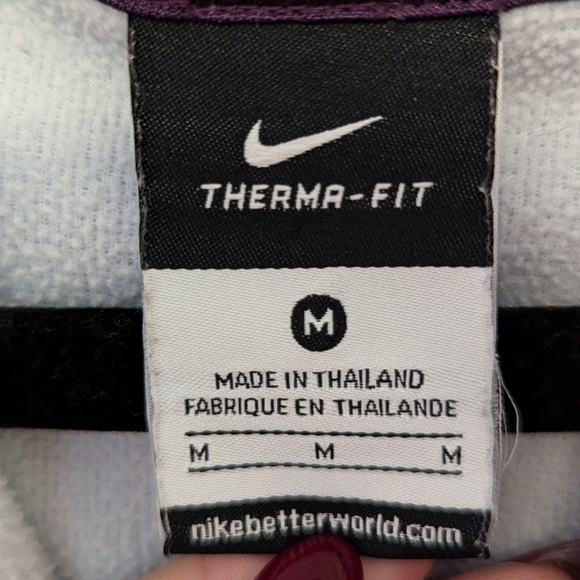 THERMA-FIT
M
MADE IN THAILAND
FABRIQUE EN THAILANDE
M M M
nikebetterworld.com